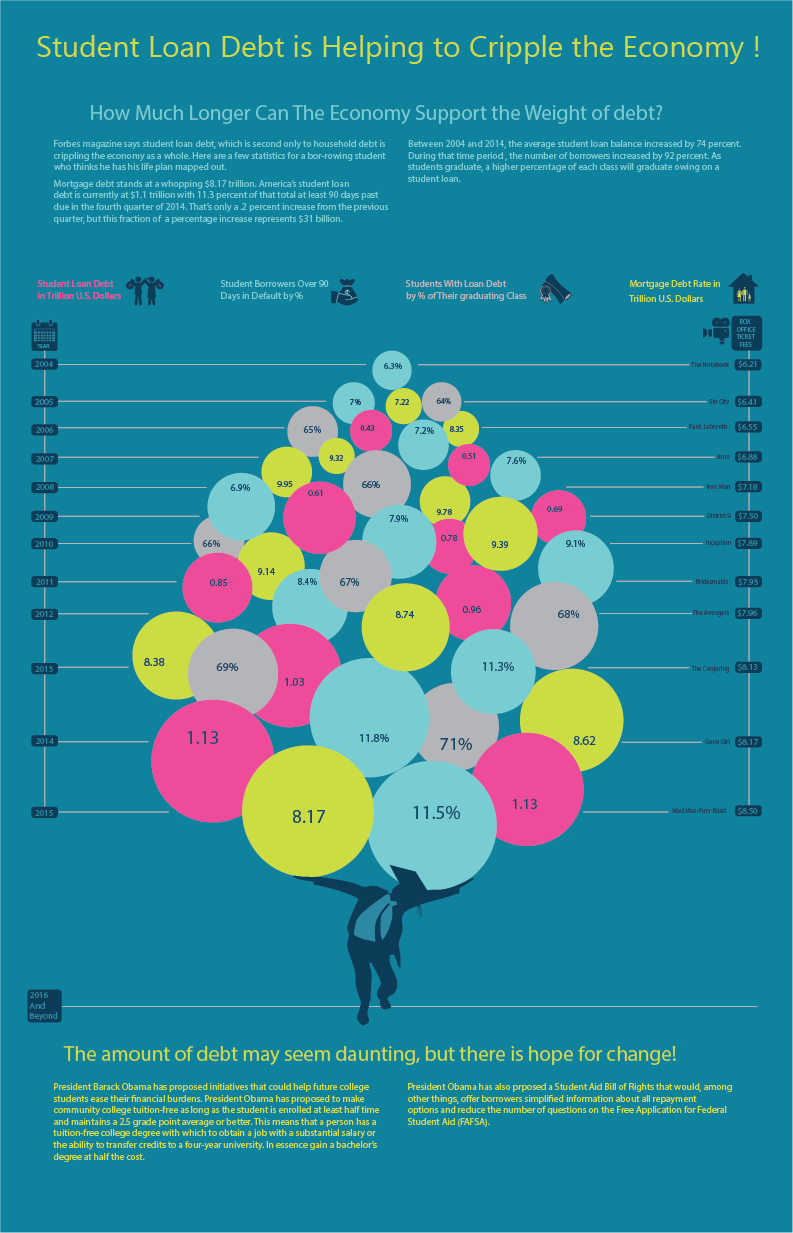 Student Loan Debt is Helping to Cripple the Economy !
How Much Longer Can The Economy Support the Weight of debt?
Forbes magazine says student loan debt, which is second only to household debt is
crippling the economy as a whole. Here are a few statistics for a bor-rowing student
who thinks he has his life plan mapped out.
Mortgage debt stands at a whopping $8.17 trillion. America's student loan
debt is currently at $1.1 trillion with 11.3 percent of that total at least 90 days past
due in the fourth quarter of 2014. That's only a .2 percent increase from the previous
quarter, but this fraction of a percentage increase represents $31 billion.
Between 2004 and 2014, the average student loan balance increased by 74 percent.
During that time period , the number of borrowers increased by 92 percent. As
students graduate, a higher percentage of each class will graduate owing on a
student loan.
Student Loan Debt
in Trillion U.S. Dollars
Student Borrowers Over 90
Days in Default by %
Students With Loan Debt
by % of Their graduating Class
Mortgage Debt Rate in
Trillion U.S. Dollars
YEAR
BOX
OFFICE
TICKET
FEES
2004
6.3%
The Notebook
$6.21
2005
7%
7.22
64%
Sin City
$6.41
2006
65%
0.43
7.2%
8.35
Pan's Labrynth
$6.55
2007
9.32
0.51
7.6%
Juno
$6.88
2008
6.9%
9.95
0.61
66%
Iron Man
$7.18
2009
7.9%
9.78
0.69
District 9
$7.50
2010
66%
0.78
9.39
9.1%
Inception
$7.89
2011
0.85
9.14
8.4%
67%
Bridesmaids
$7.93
2012
8.74
0.96
68%
The Avengers
$7.96
2013
8.38
69%
1.03
11.3%
The Conjuring
$8.13
2014
1.13
11.8%
71%
8.62
Gone Girl
$8.17
2015
8.17
11.5%
1.13
Mad Max: Fury Road
$8.50
2016
And
Beyond
The amount of debt may seem daunting, but there is hope for change!
President Barack Obama has proposed initiatives that could help future college
students ease their financial burdens. President Obama has proposed to make
community college tuition-free as long as the student is enrolled at least half time
and maintains a 2.5 grade point average or better. This means that a person has a
tuition-free college degree with which to obtain a job with a substantial salary or
the ability to transfer credits to a four-year university. In essence gain a bachelor's
degree at half the cost.
President Obama has also prposed a Student Aid Bill of Rights that would, among
other things, offer borrowers simplified information about all repayment
options and reduce the number of questions on the Free Application for Federal
Student Aid (FAFSA).